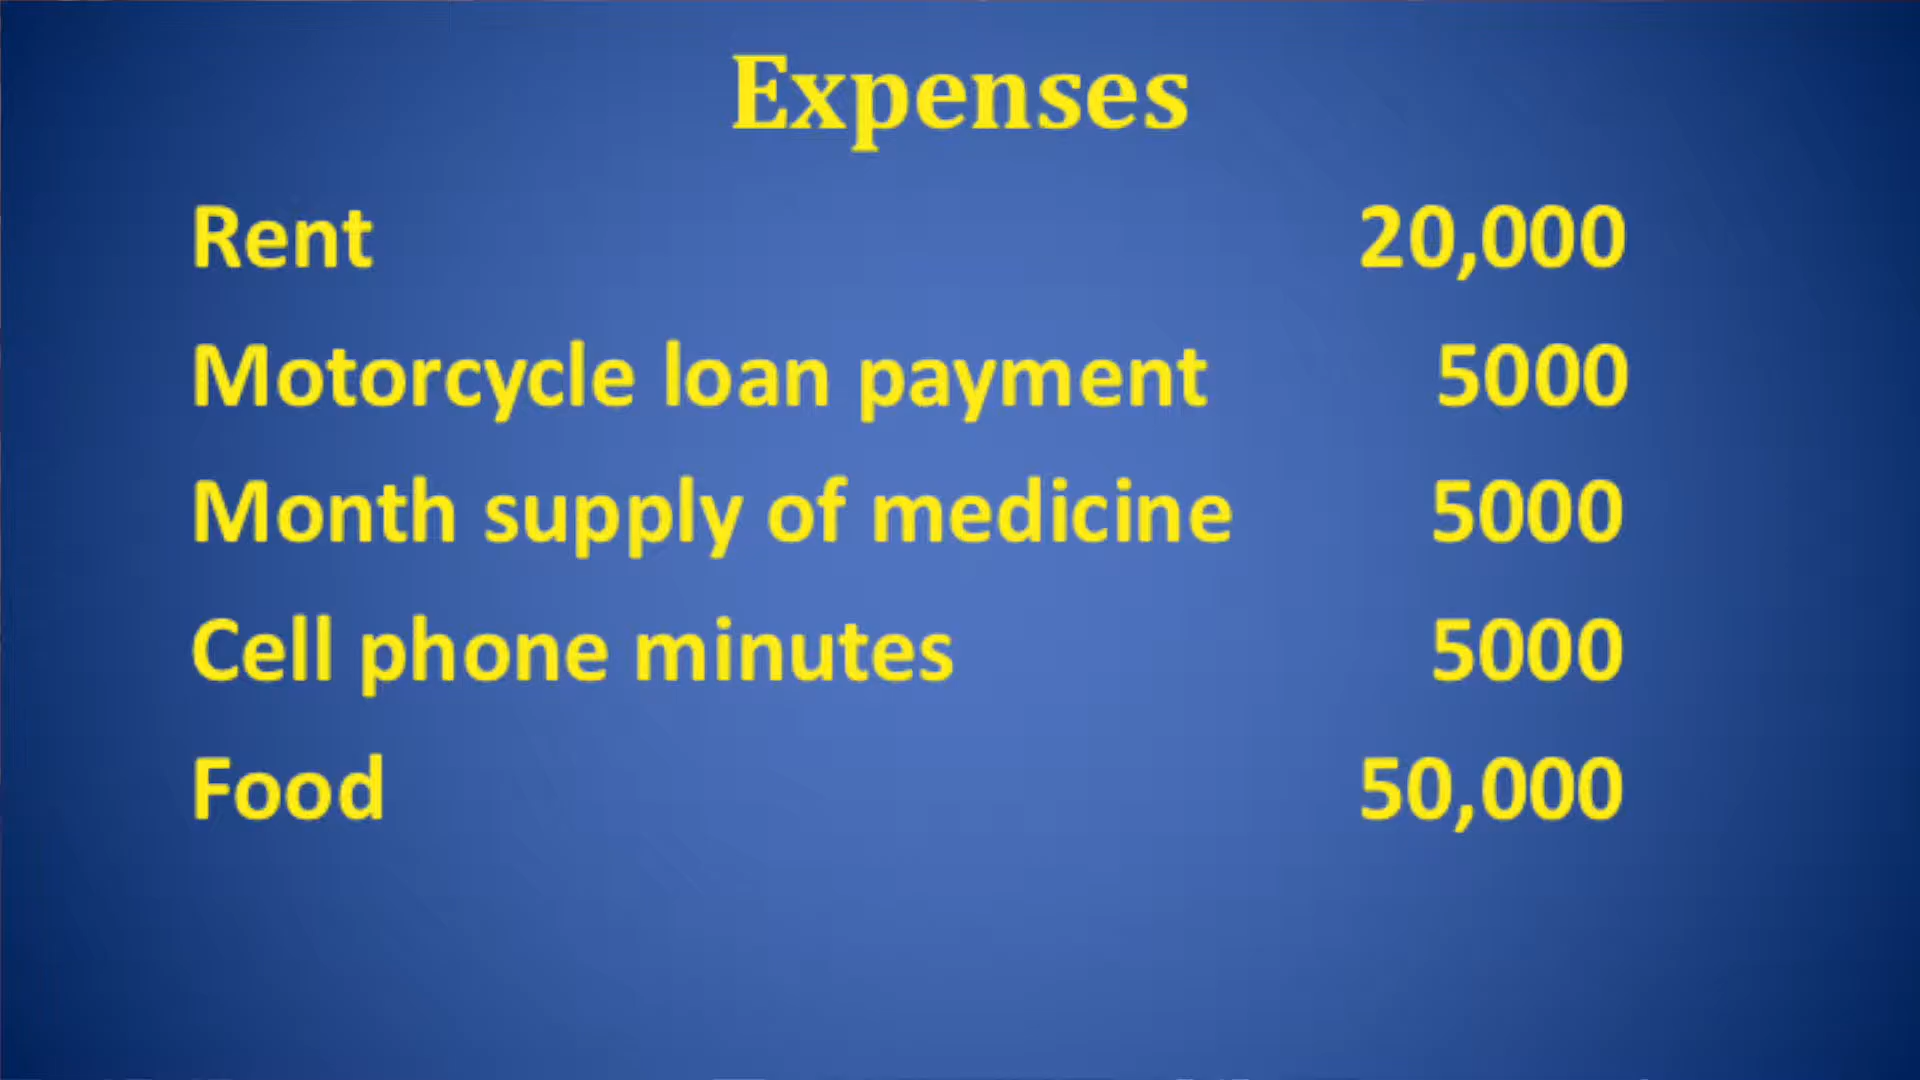 Expenses
Rent 20,000
Motorcycle loan payment 5000
Month supply of medicine 5000
Cell phone minutes 5000
Food 50,000